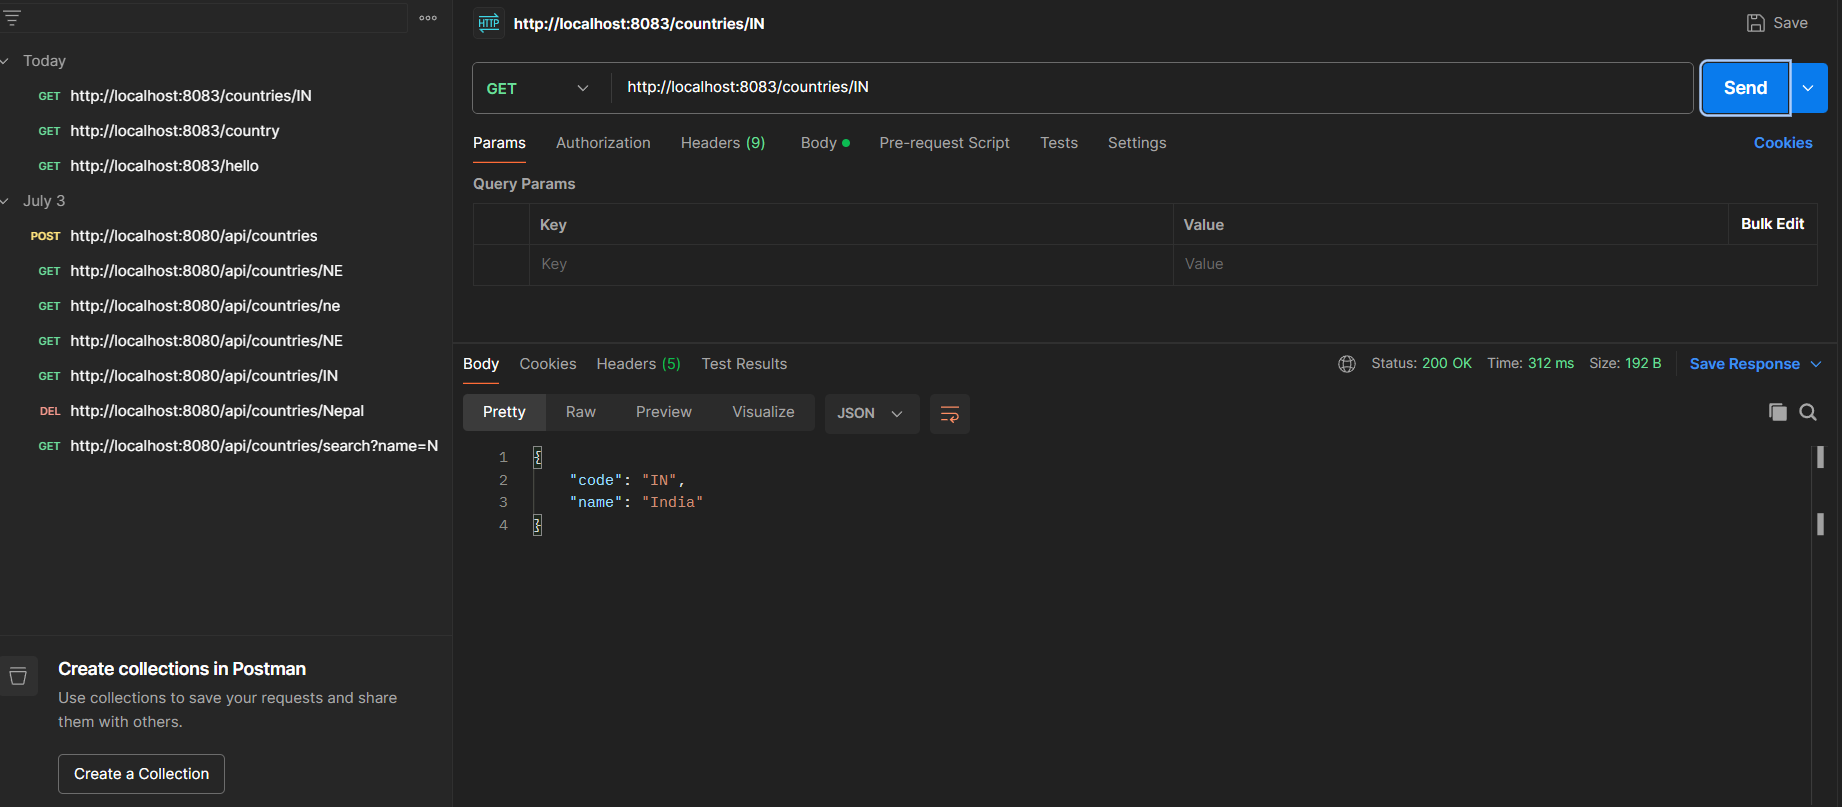 Today
GET http://localhost:8083/countries/IN
GET http://localhost:8083/country
GET http://localhost:8083/hello
July 3
POST http://localhost:8080/api/countries
GET http://localhost:8080/api/countries/NE
GET http://localhost:8080/api/countries/ne
GET http://localhost:8080/api/countries/NE
GET http://localhost:8080/api/countries/IN
DEL http://localhost:8080/api/countries/Nepal
GET http://localhost:8080/api/countries/search?name=N
Create collections in Postman
Use collections to save your requests and share
them with others.
Create a Collection
HTTP http://localhost:8083/countries/IN Save
GET http://localhost:8083/countries/IN Send
Params Authorization Headers (9) Body Pre-request Script Tests Settings Cookies
Query Params
Key Value Bulk Edit
Key Value
Body Cookies Headers (5) Test Results Status: 200 OK Time: 312 ms Size: 192 B Save Response
Pretty Raw Preview Visualize JSON
1 {
2 "code": "IN",
3 "name": "India"
4 }